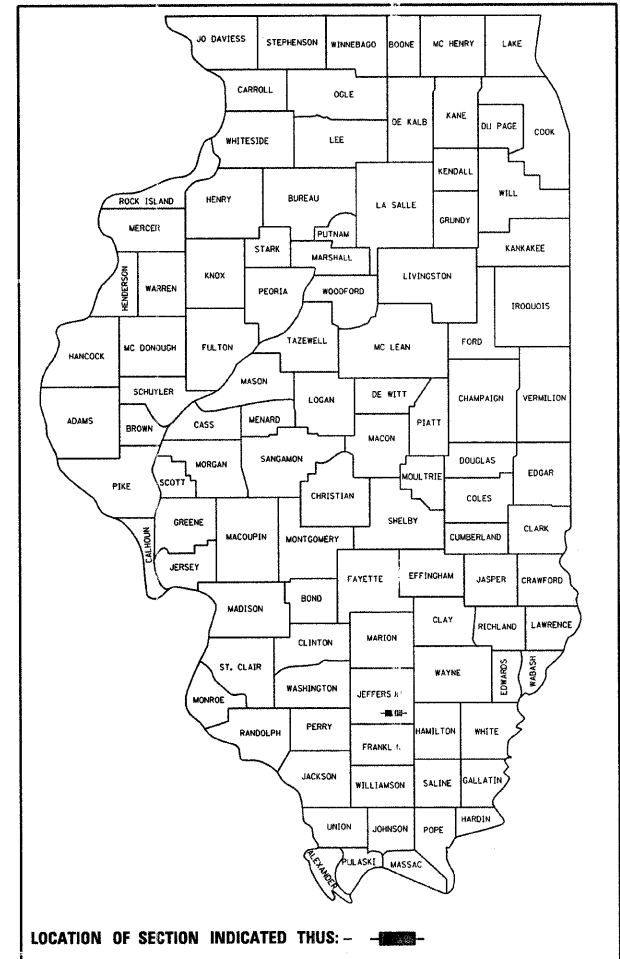 JO DAVIESS STEPHENSON WINNEBAGO BOONE MC HENRY LAKE
CARROLL OGLE DE KALB KANE DU PAGE COOK
WHITESIDE LEE
KENDALL WILL
ROCK ISLAND HENRY BUREAU LA SALLE
MERCER PUTNAM GRUNDY
STARK MARSHALL KANKAKEE
HENDERSON WARREN KNOX PEORIA WOODFORD LIVINGSTON
IROQUOIS
HANCOCK MC DONOUGH FULTON TAZEWELL MC LEAN FORD
MASON
SCHUYLER LOGAN DE WITT CHAMPAIGN VERMILION
ADAMS BROWN CASS MENARD MACON PIATT
MORGAN SANGAMON DOUGLAS EDGAR
PIKE SCOTT CHRISTIAN MOULTRIE COLES
GREENE MACOUPIN MONTGOMERY SHELBY CUMBERLAND CLARK
CALHOUN JERSEY
FAYETTE EFFINGHAM JASPER CRAWFORD
MADISON BOND
CLINTON MARION CLAY RICHLAND LAWRENCE
ST. CLAIR WAYNE EDWARDS WABASH
WASHINGTON JEFFERS
MONROE
RANDOLPH PERRY HAMILTON WHITE
FRANKL
JACKSON WILLIAMSON SALINE GALLATIN
UNION JOHNSON POPE HARDIN
ALEXANDER PULASKI MASSAC
LOCATION OF SECTION INDICATED THUS: -